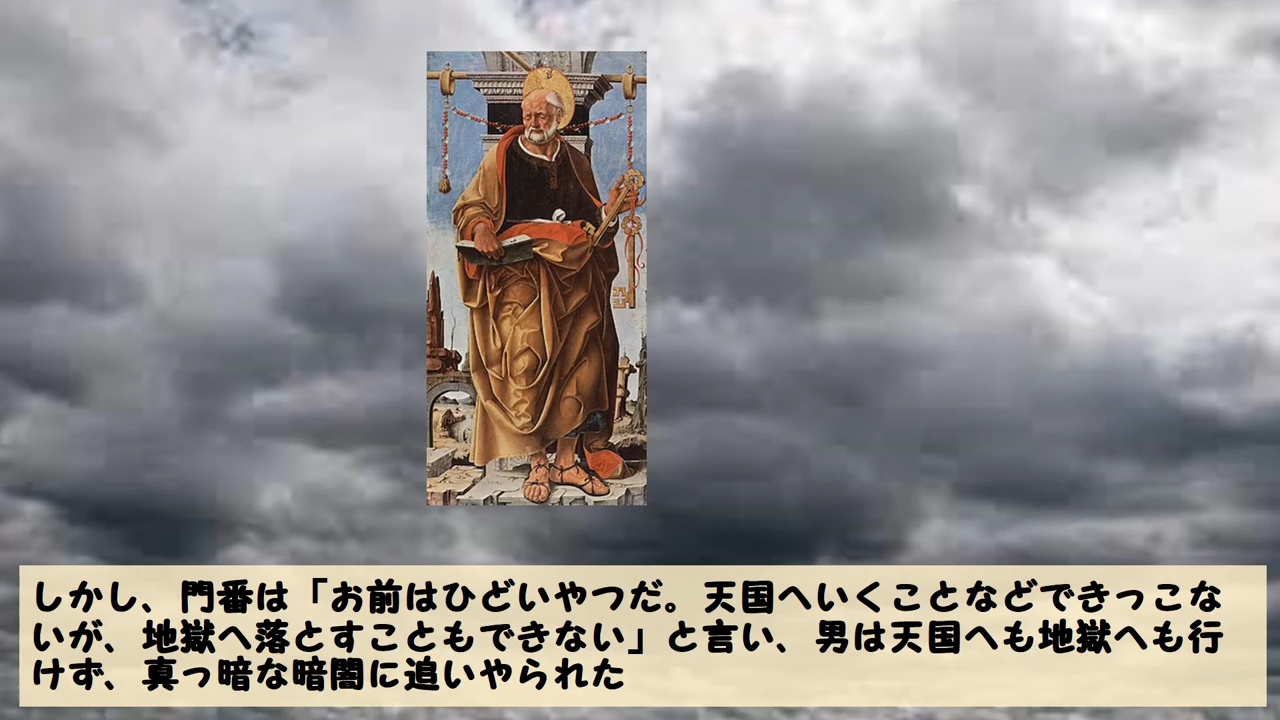 しかし、門番は「お前はひどいやつだ。天国へいくことなどできっこな
いが、地獄へ落とすこともできない」と言い、男は天国へも地獄へも行
けず、真っ暗な暗闇に追いやられた